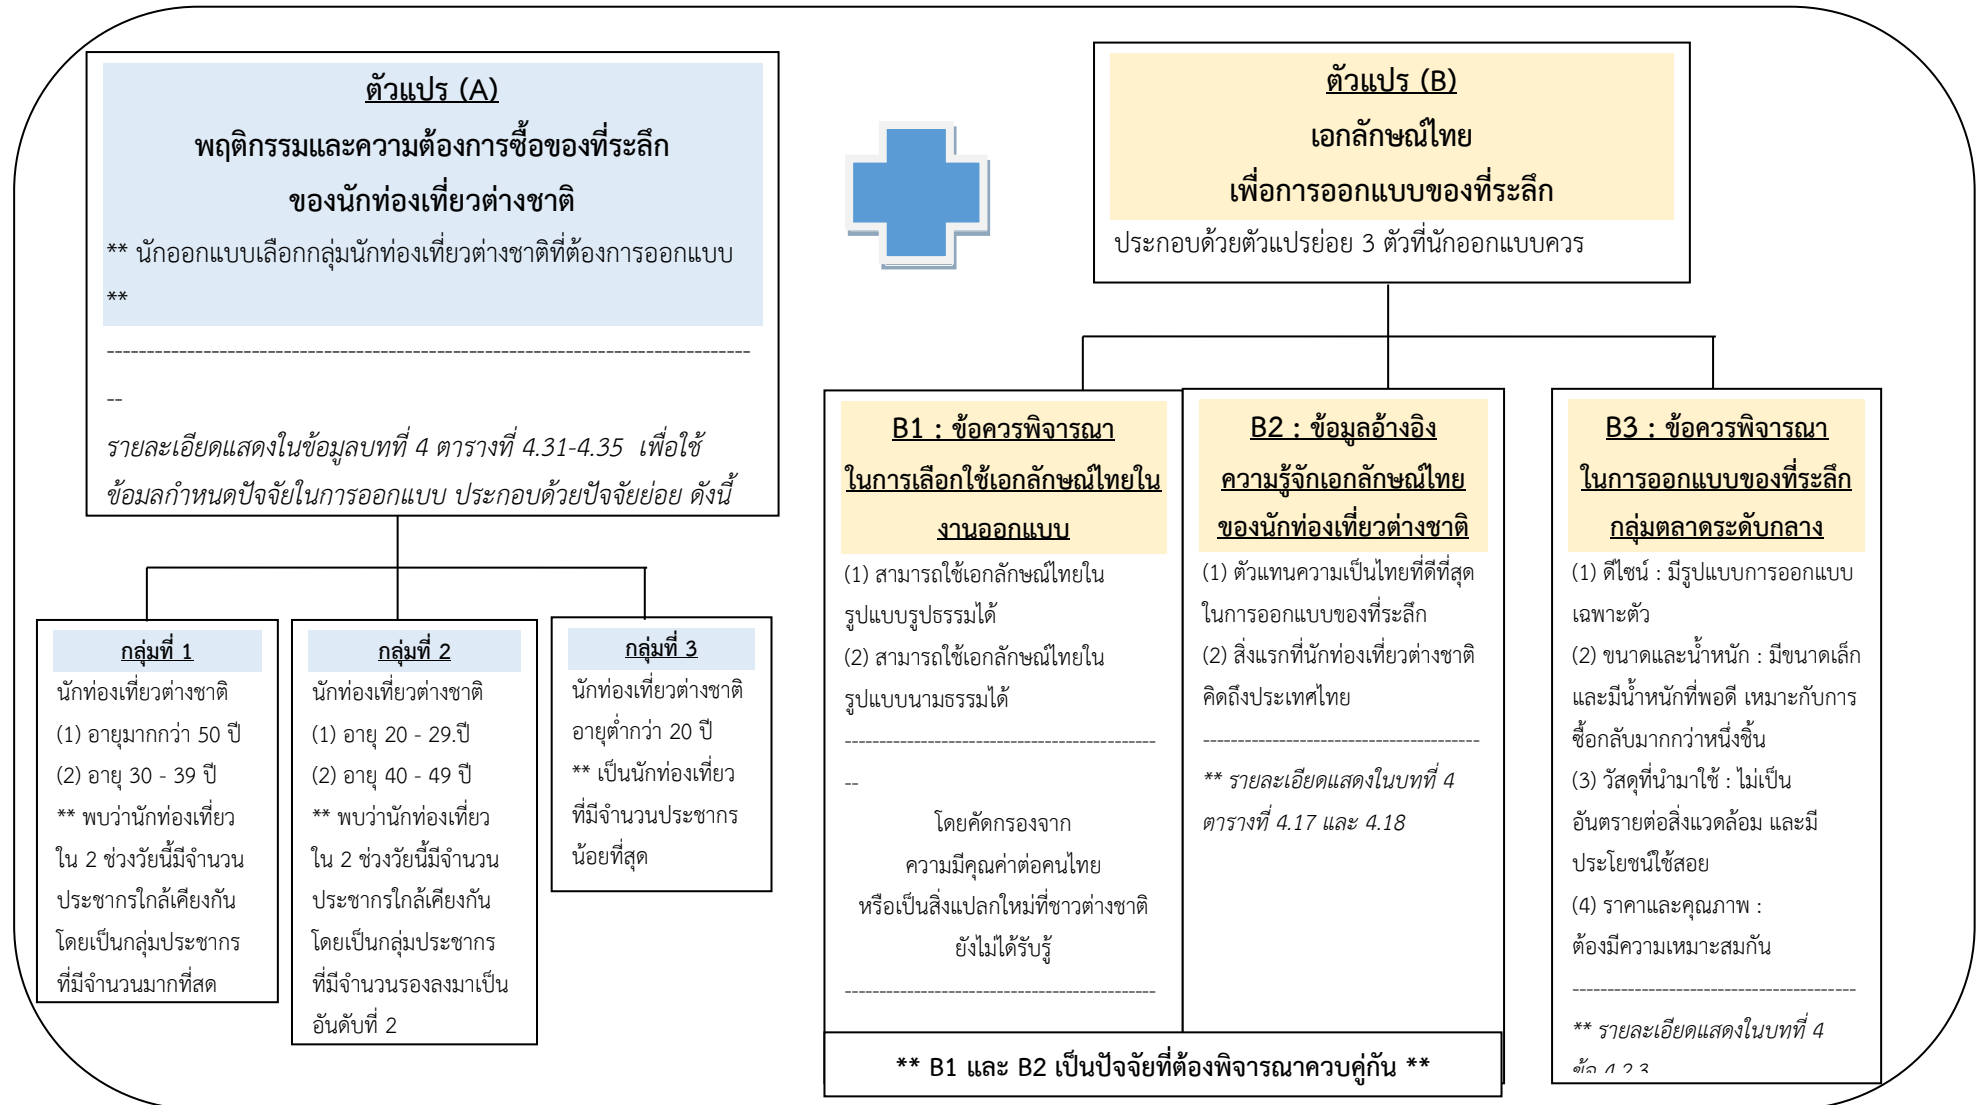 ตัวแปร (A)
พฤติกรรมและความต้องการซื้อของที่ระลึก
ของนักท่องเที่ยวต่างชาติ
** นักออกแบบเลือกกลุ่มนักท่องเที่ยวต่างชาติที่ต้องการออกแบบ
**
--------------------------------------------------------------------------------
--
รายละเอียดแสดงในข้อมูลบทที่ 4 ตารางที่ 4.31-4.35 เพื่อใช้
ข้อมูลกำหนดปัจจัยในการออกแบบ ประกอบด้วยปัจจัยย่อย ดังนี้
กลุ่มที่ 1
นักท่องเที่ยวต่างชาติ
(1) อายุมากกว่า 50 ปี
(2) อายุ 30 - 39 ปี
** พบว่านักท่องเที่ยว
ใน 2 ช่วงวัยนี้มีจำนวน
ประชากรใกล้เคียงกัน
โดยเป็นกลุ่มประชากร
ที่มีจำนวนมากที่สุด
กลุ่มที่ 2
นักท่องเที่ยวต่างชาติ
(1) อายุ 20 - 29.ปี
(2) อายุ 40 - 49 ปี
** พบว่านักท่องเที่ยว
ใน 2 ช่วงวัยนี้มีจำนวน
ประชากรใกล้เคียงกัน
โดยเป็นกลุ่มประชากร
ที่มีจำนวนรองลงมาเป็น
อันดับที่ 2
กลุ่มที่ 3
นักท่องเที่ยวต่างชาติ
อายุต่ำกว่า 20 ปี
** เป็นนักท่องเที่ยว
ที่มีจำนวนประชากร
น้อยที่สุด
ตัวแปร (B)
เอกลักษณ์ไทย
เพื่อการออกแบบของที่ระลึก
ประกอบด้วยตัวแปรย่อย 3 ตัวที่นักออกแบบควร
B1 : ข้อควรพิจารณา
ในการเลือกใช้เอกลักษณ์ไทยใน
งานออกแบบ
(1) สามารถใช้เอกลักษณ์ไทยใน
รูปแบบรูปธรรมได้
(2) สามารถใช้เอกลักษณ์ไทยใน
รูปแบบนามธรรมได้
---------------------------------------------
--
โดยคัดกรองจาก
ความมีคุณค่าต่อคนไทย
หรือเป็นสิ่งแปลกใหม่ที่ชาวต่างชาติ
ยังไม่ได้รับรู้
---------------------------------------------
B2 : ข้อมูลอ้างอิง
ความรู้จักเอกลักษณ์ไทย
ของนักท่องเที่ยวต่างชาติ
(1) ตัวแทนความเป็นไทยที่ดีที่สุด
ในการออกแบบของที่ระลึก
(2) สิ่งแรกที่นักท่องเที่ยวต่างชาติ
คิดถึงประเทศไทย
----------------------------------------
** รายละเอียดแสดงในบทที่ 4
ตารางที่ 4.17 และ 4.18
** B1 และ B2 เป็นปัจจัยที่ต้องพิจารณาควบคู่กัน **
B3 : ข้อควรพิจารณา
ในการออกแบบของที่ระลึก
กลุ่มตลาดระดับกลาง
(1) ดีไซน์ : มีรูปแบบการออกแบบ
เฉพาะตัว
(2) ขนาดและน้ำหนัก : มีขนาดเล็ก
และมีน้ำหนักที่พอดี เหมาะกับการ
ซื้อกลับมากกว่าหนึ่งชิ้น
(3) วัสดุที่นำมาใช้ : ไม่เป็น
อันตรายต่อสิ่งแวดล้อม และมี
ประโยชน์ใช้สอย
(4) ราคาและคุณภาพ :
ต้องมีความเหมาะสมกัน
-----------------------------------------
** รายละเอียดแสดงในบทที่ 4
ข้อ 4.2.3